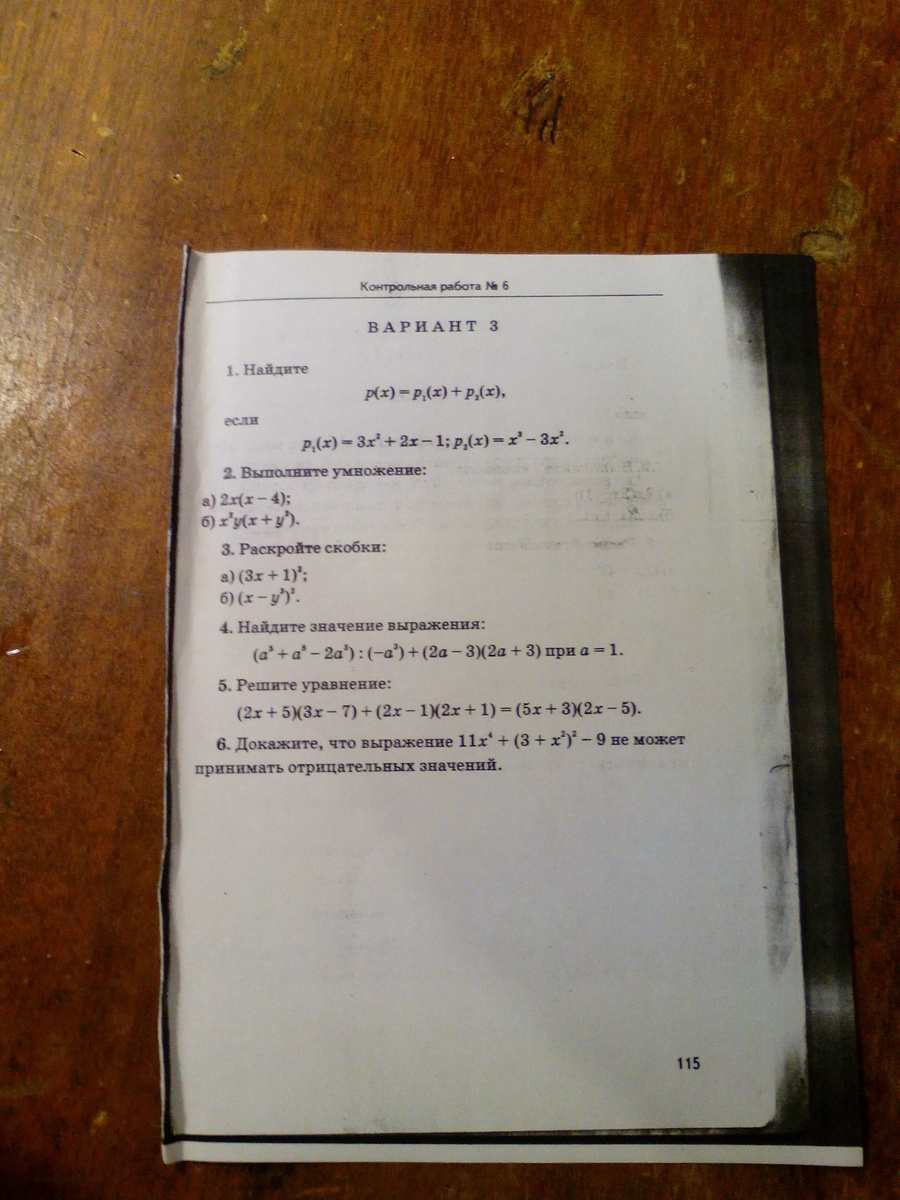 Контрольная работа № 6
ВАРИАНТ 3
1. Найдите
p(x) = p₁(x) + p₂(x),
если
p₁(x) = 3x² + 2x – 1; p₂(x) = x³ – 3x².
2. Выполните умножение:
а) 2x(x – 4);
б) x²y(x + y²).
3. Раскройте скобки:
а) (3x + 1)²;
б) (x – y³)².
4. Найдите значение выражения:
(a³ + a⁸ – 2a²) : (–a²) + (2a – 3)(2a + 3) при a = 1.
5. Решите уравнение:
(2x + 5)(3x – 7) + (2x – 1)(2x + 1) = (5x + 3)(2x – 5).
6. Докажите, что выражение 11x⁴ + (3 + x²)² – 9 не может
принимать отрицательных значений.
115